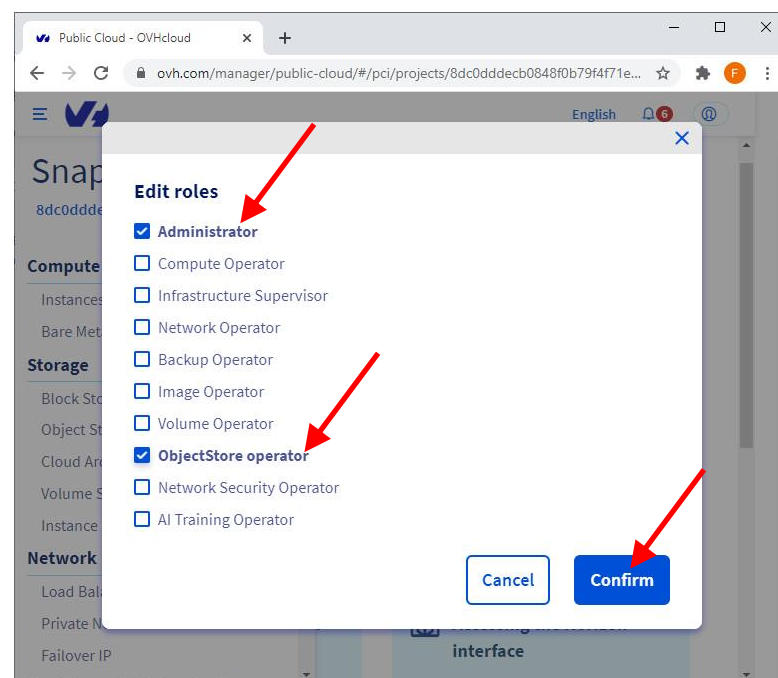 Public Cloud - OVHcloud
ovh.com/manager/public-cloud/#/pci/projects/8dc0dddecb0848f0b79f4f71e...
F
English
6
Snap
8dc0ddde
Edit roles
Administrator
Compute Operator
Infrastructure Supervisor
Network Operator
Backup Operator
Image Operator
Volume Operator
ObjectStore operator
Network Security Operator
AI Training Operator
Cancel
Confirm
Compute
Instances
Bare Met
Storage
Block Sto
Object St
Cloud Arc
Volume S
Instance
Network
Load Bala
Private N
Failover IP
interface